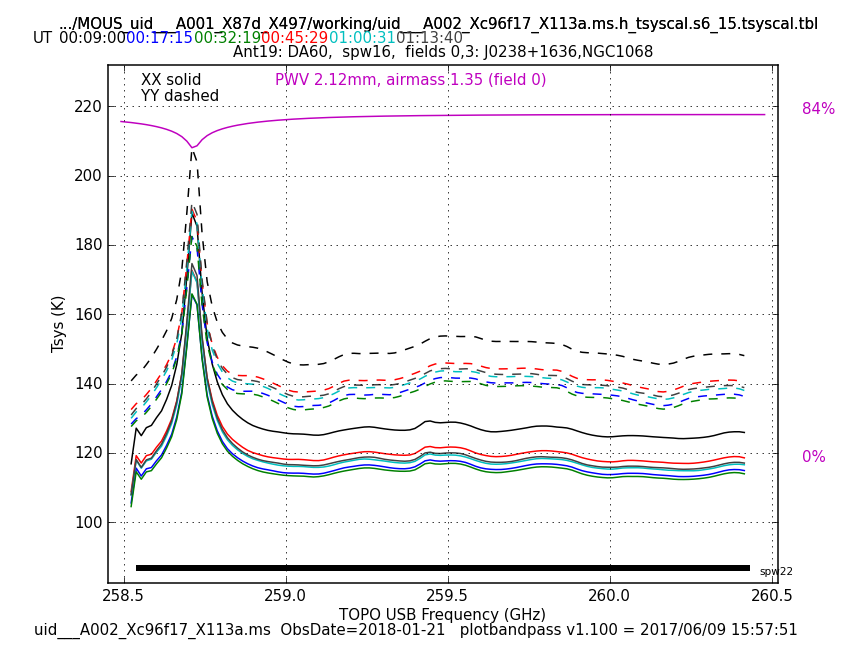 .../MOUS_uid___A001_X87d_X497/working/uid___A002_Xc96f17_X113a.ms.h_tsyscal.s6_15.tsyscal.tbl
UT 00:09:00 00:17:15 00:32:19 00:45:29 01:00:31 01:13:40
Ant19: DA60, spw16, fields 0,3: J0238+1636,NGC1068
XX solid PWV 2.12mm, airmass 1.35 (field 0)
YY dashed
84%
0%
220
200
180
160
140
120
100
Tsys (K)
spw22
258.5 259.0 259.5 260.0 260.5
TOPO USB Frequency (GHz)
uid___A002_Xc96f17_X113a.ms ObsDate=2018-01-21 plotbandpass v1.100 = 2017/06/09 15:57:51